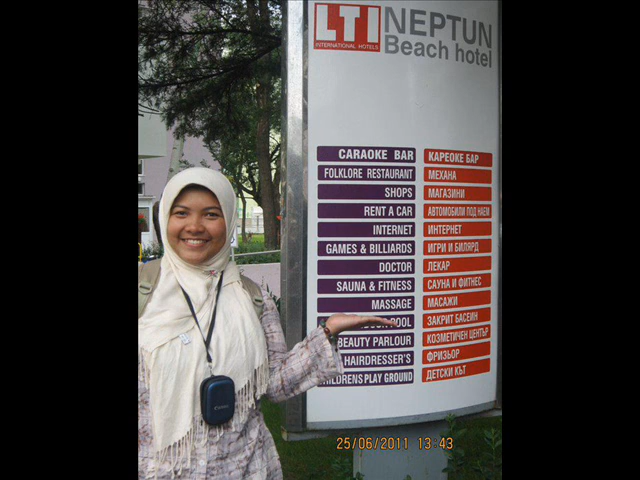 LTI NEPTUN
INTERNATIONAL HOTELS Beach hotel
CARAOKE BAR КАРЕОКЕ БАР
FOLKLORE RESTAURANT МЕХАНА
SHOPS МАГАЗИНИ
RENT A CAR АВТОМОБИЛИ ПОД НАЕМ
INTERNET ИНТЕРНЕТ
GAMES & BILLIARDS ИГРИ И БИЛЯРД
DOCTOR ЛЕКАР
SAUNA & FITNESS САУНА И ФИТНЕС
MASSAGE МАСАЖИ
POOL ЗАКРИТ БАСЕИН
BEAUTY PARLOUR КОЗМЕТИЧЕН ЦЕНТЪР
HAIRDRESSER'S ФРИЗЬОР
CHILDRENS PLAY GROUND ДЕТСКИ КЪТ
25/06/2011 13:43